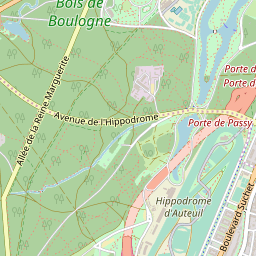 Bois de
Boulogne
Porte d
Porte de
Avenue de l'Hippodrome
Porte de Passy
Allée de la Reine Marguerite
Hippodrome
d'Auteuil
Boulevard Suchet